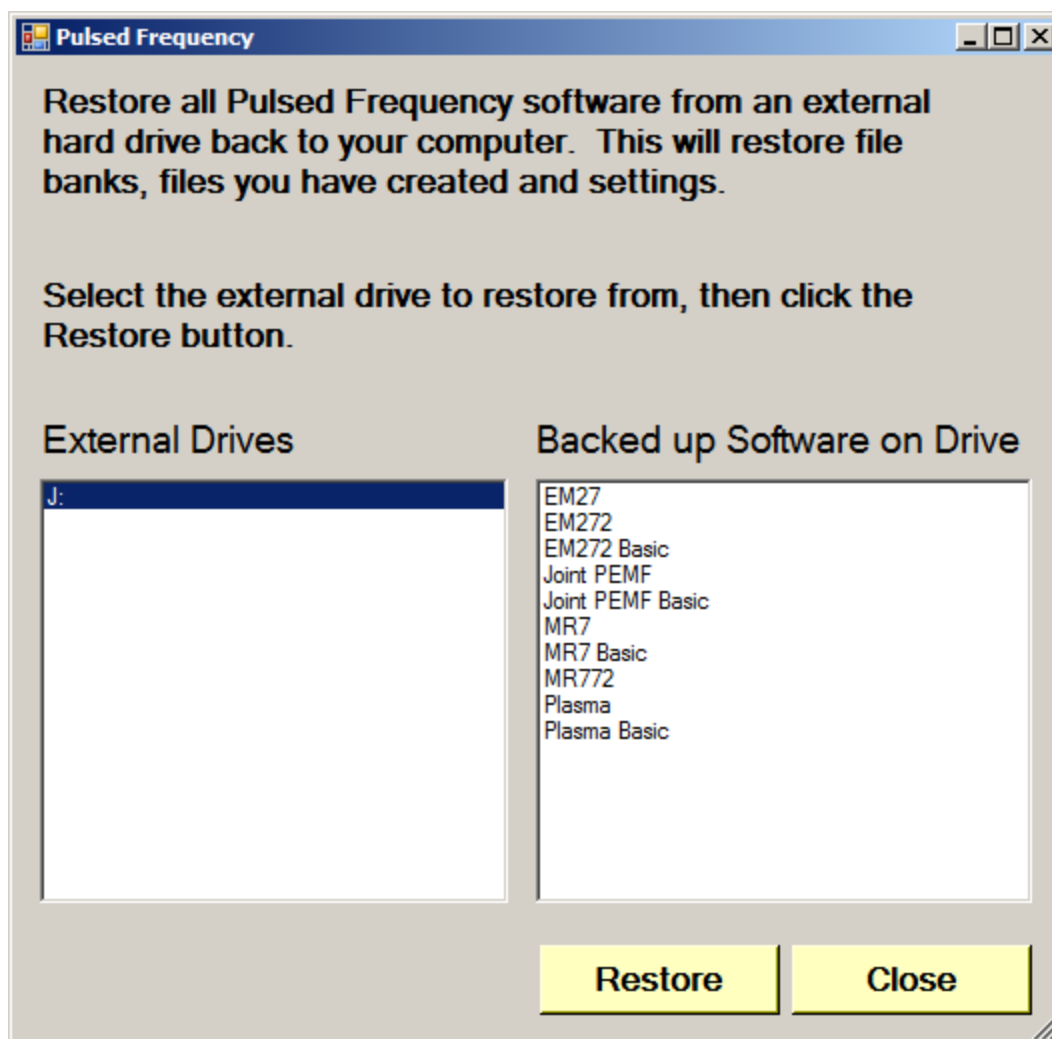 Pulsed Frequency
Restore all Pulsed Frequency software from an external
hard drive back to your computer.  This will restore file
banks, files you have created and settings.
Select the external drive to restore from, then click the
Restore button.
External Drives
J:
Backed up Software on Drive
EM27
EM272
EM272 Basic
Joint PEMF
Joint PEMF Basic
MR7
MR7 Basic
MR772
Plasma
Plasma Basic
Restore
Close